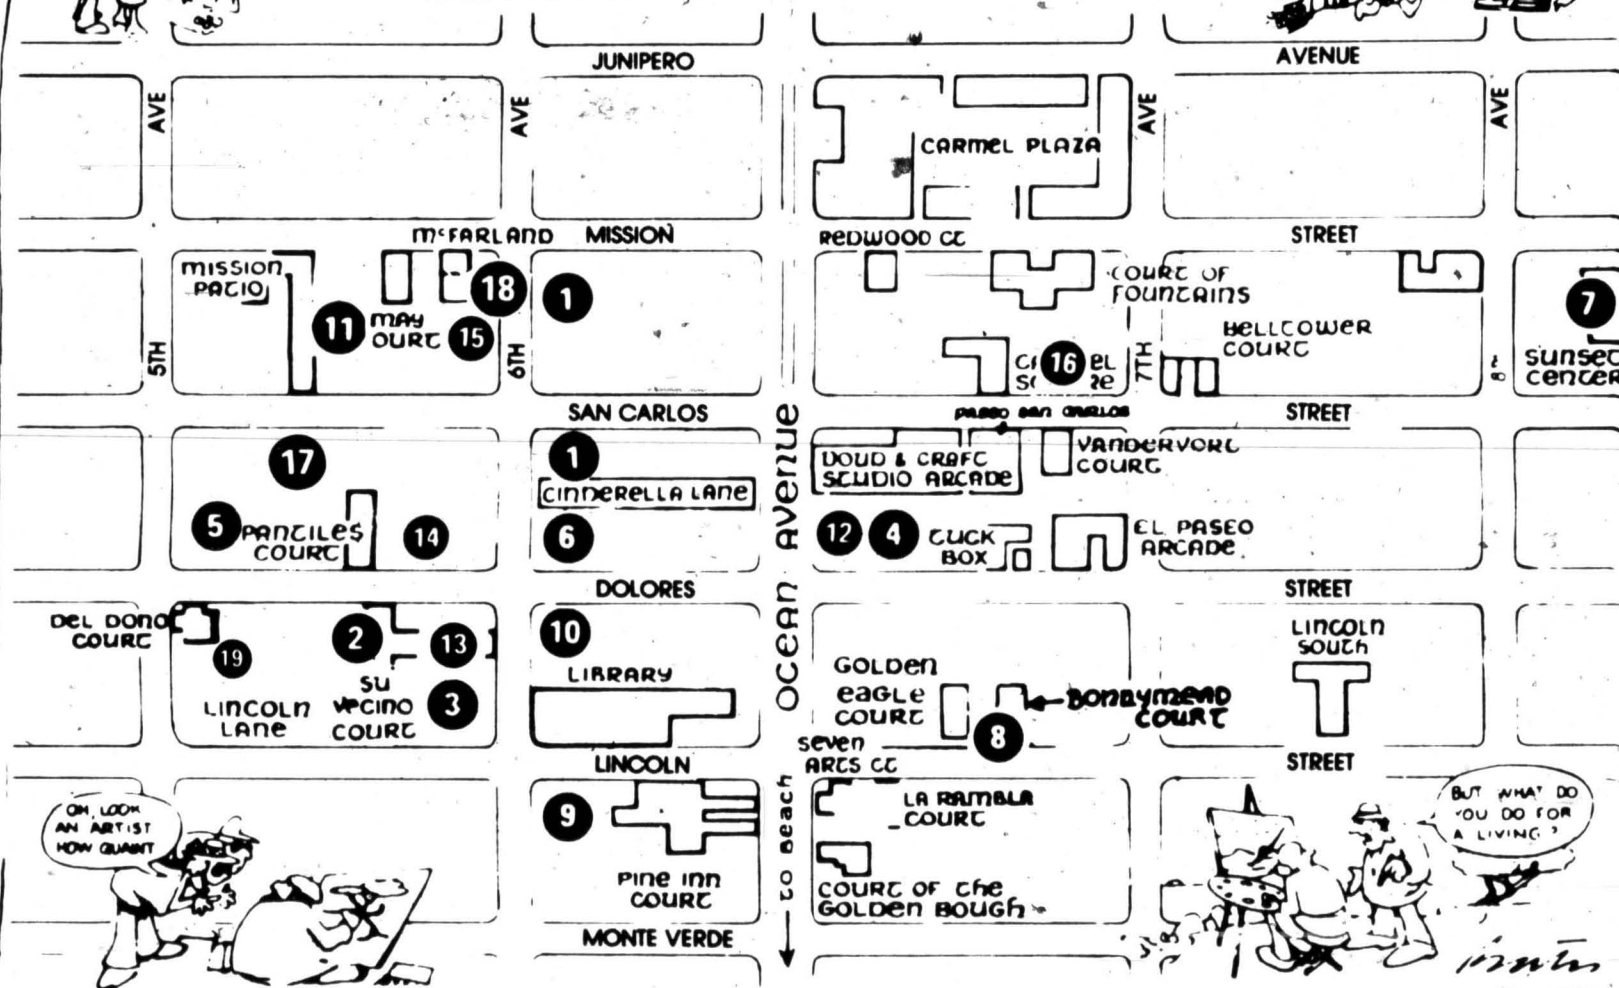 JUNIPERO
AVENUE
AVE
AVE
AVE
AVE
CARMEL PLAZA
McFARLAND
MISSION
REDWOOD CT
STREET
MISSION
PATIO
18
1
COURT OF
FOUNTAINS
7
11
MAY
OURT
15
BELLTOWER
COURT
5TH
6TH
16
7TH
SUNSET
CENTER
SAN CARLOS
PASEO SAN CARLOS
STREET
17
1
DOUD & CRAFT
STUDIO ARCADE
VANDERVORT
COURT
CINDERELLA LANE
5
PANTILES
COURT
14
6
12
4
TUCK
BOX
EL PASEO
ARCADE
OCEAN AVENUE
DOLORES
STREET
DEL DONO
COURT
19
2
13
10
LINCOLN
SOUTH
LIBRARY
GOLDEN
EAGLE
COURT
BONNYMEAD
COURT
LINCOLN
LANE
SU
VECINO
COURT
3
8
SEVEN
ARTS CT
LINCOLN
STREET
OH, LOOK
AN ARTIST
HOW QUAINT
9
PINE INN
COURT
TO BEACH
LA RAMBLA
COURT
COURT OF THE
GOLDEN BOUGH
BUT WHAT DO
YOU DO FOR
A LIVING?
MONTE VERDE